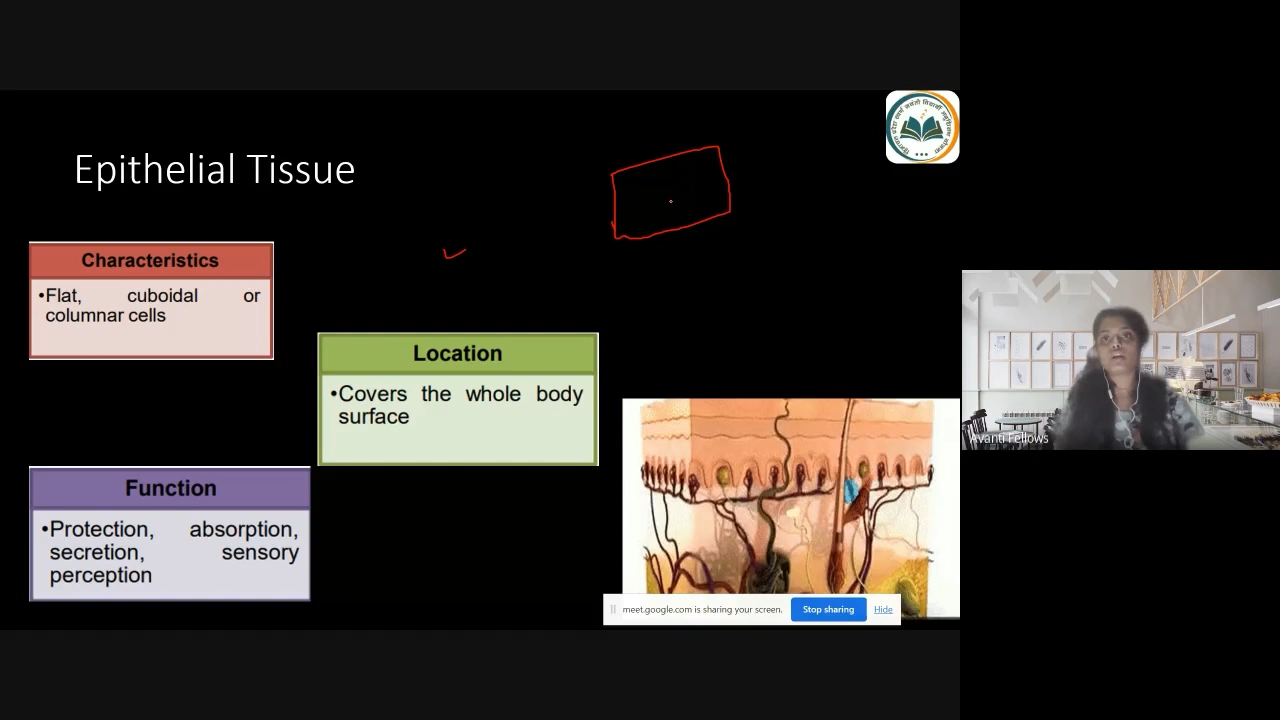 Epithelial Tissue
Characteristics
•Flat, cuboidal or
columnar cells
Location
•Covers the whole body
surface
Function
•Protection, absorption,
secretion, sensory
perception
meet.google.com is sharing your screen.
Stop sharing
Hide
Avanti Fellows